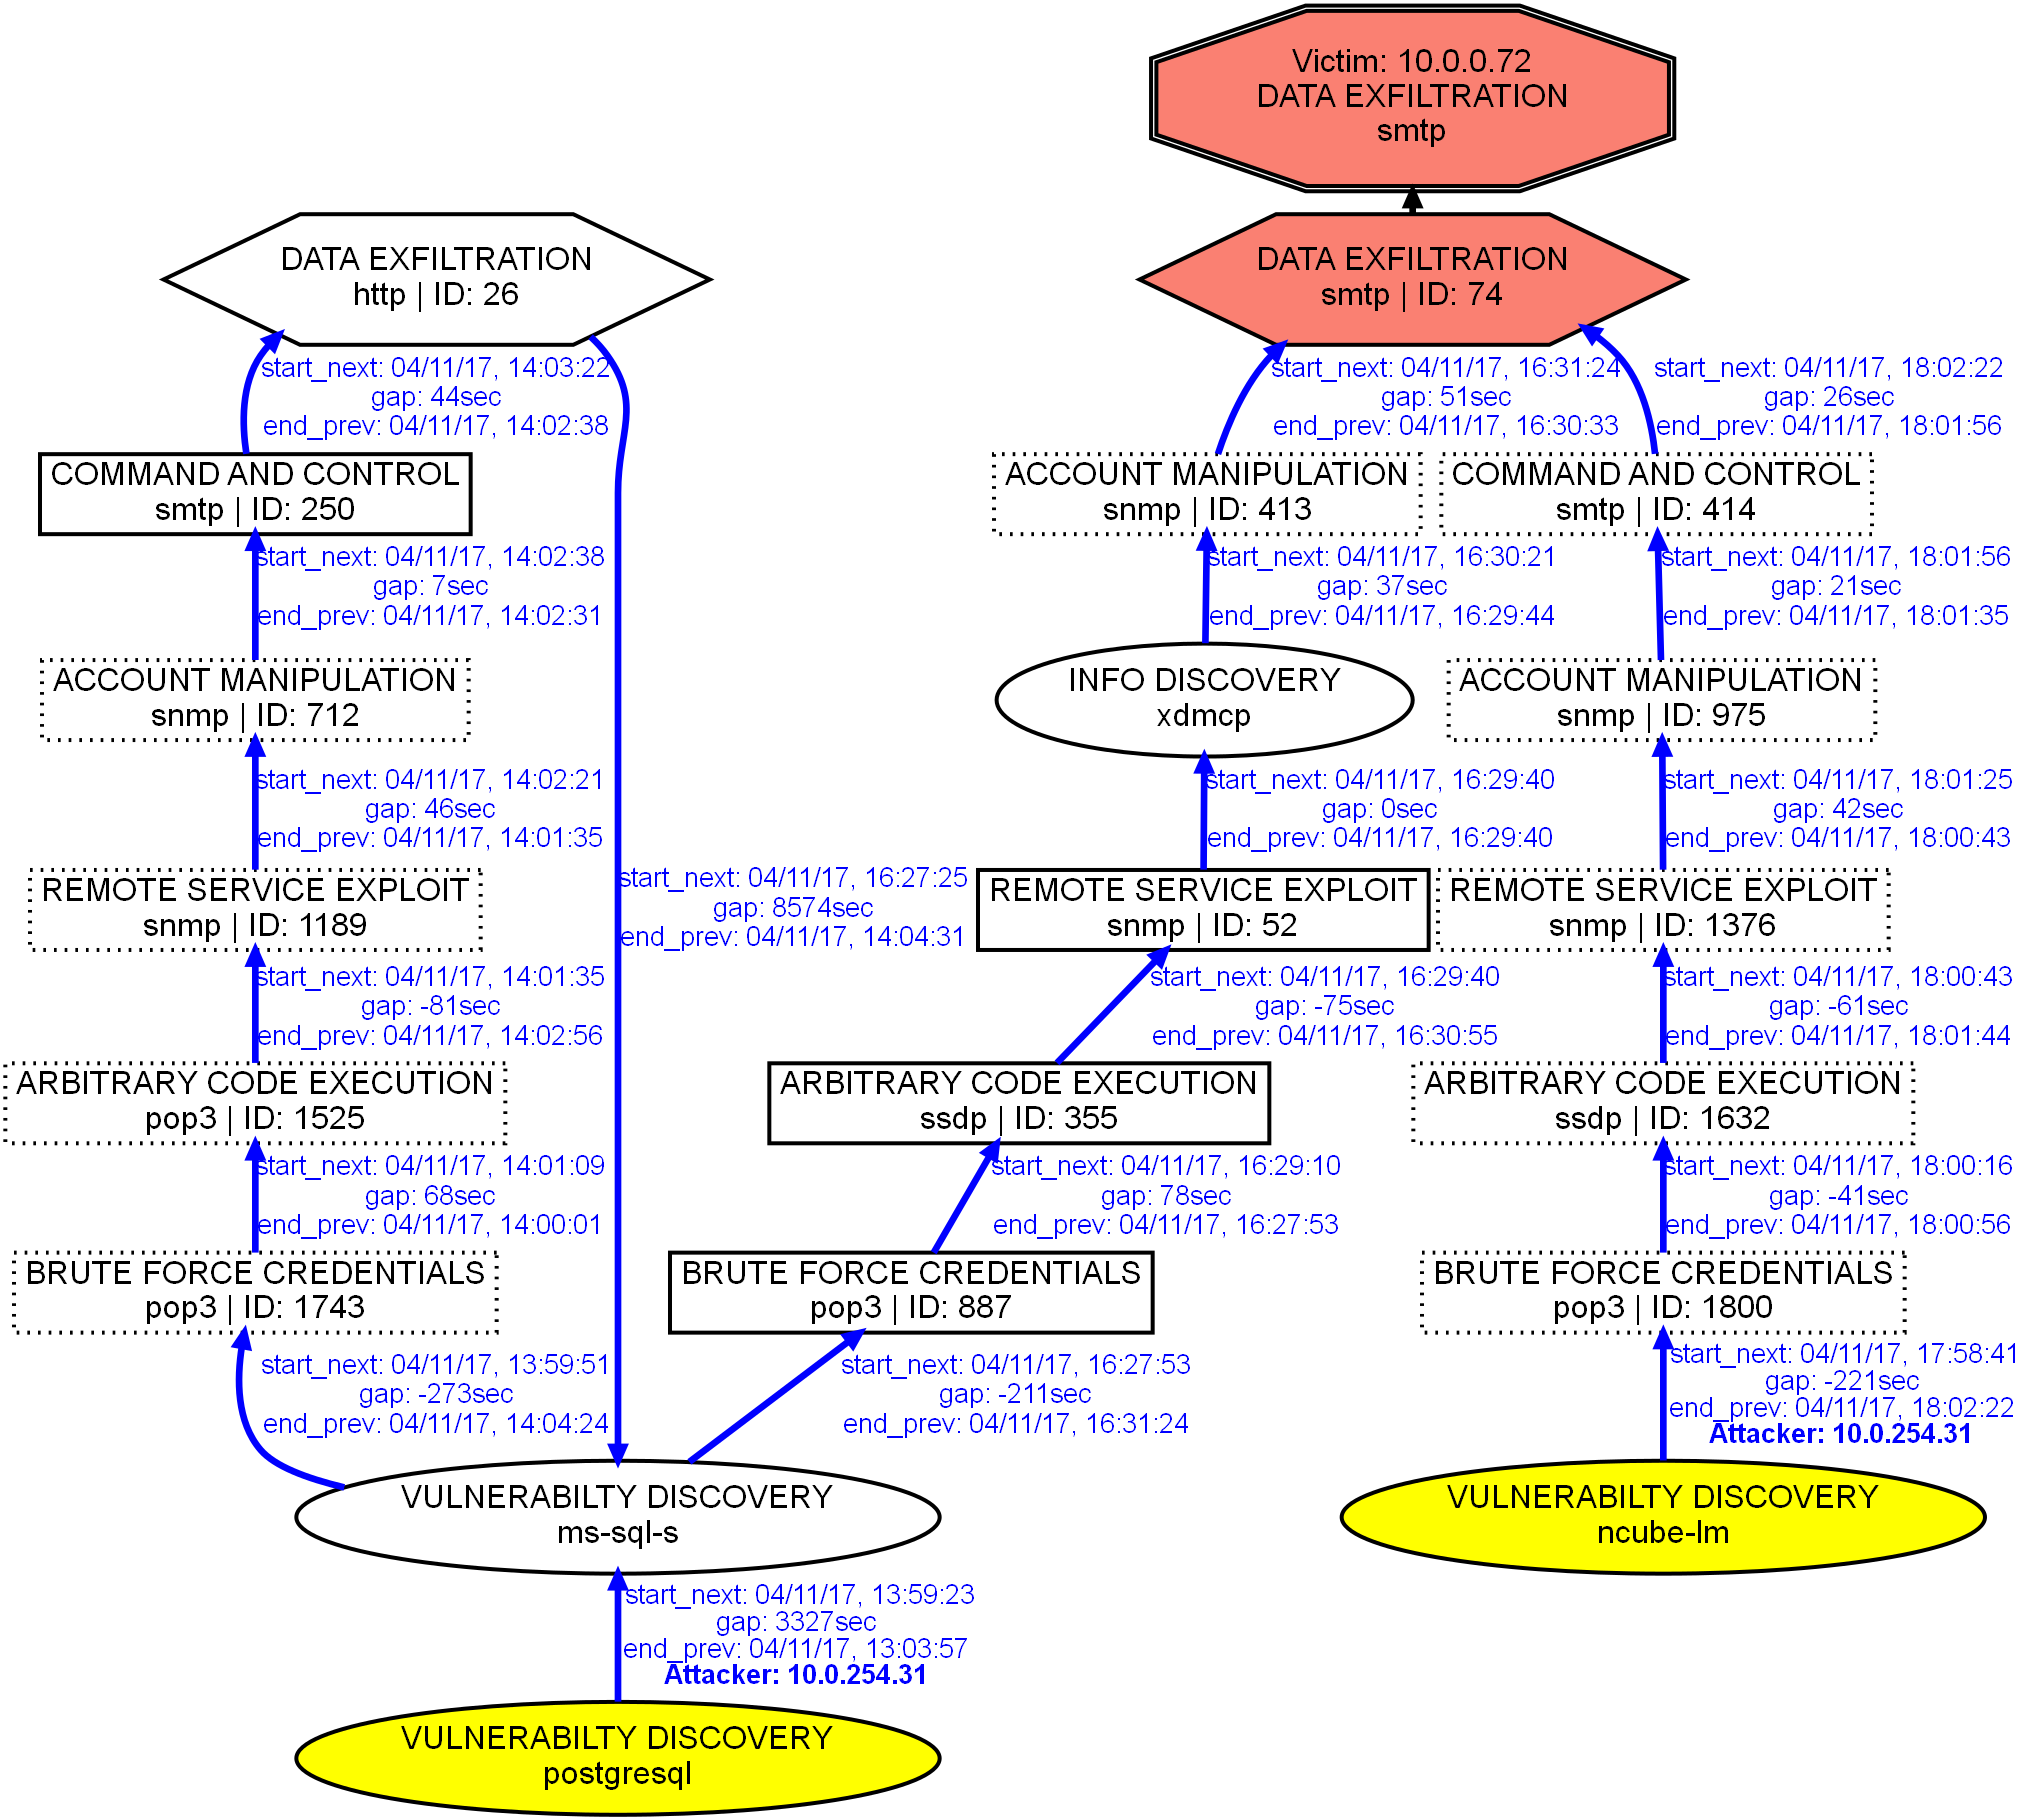 Victim: 10.0.0.72
DATA EXFILTRATION
smtp
DATA EXFILTRATION
http | ID: 26
DATA EXFILTRATION
smtp | ID: 74
start_next: 04/11/17, 14:03:22
gap: 44sec
end_prev: 04/11/17, 14:02:38
start_next: 04/11/17, 16:31:24
gap: 51sec
end_prev: 04/11/17, 16:30:33
start_next: 04/11/17, 18:02:22
gap: 26sec
end_prev: 04/11/17, 18:01:56
COMMAND AND CONTROL
smtp | ID: 250
ACCOUNT MANIPULATION
snmp | ID: 413
COMMAND AND CONTROL
smtp | ID: 414
start_next: 04/11/17, 14:02:38
gap: 7sec
end_prev: 04/11/17, 14:02:31
start_next: 04/11/17, 16:30:21
gap: 37sec
end_prev: 04/11/17, 16:29:44
start_next: 04/11/17, 18:01:56
gap: 21sec
end_prev: 04/11/17, 18:01:35
ACCOUNT MANIPULATION
snmp | ID: 712
INFO DISCOVERY
xdmcp
ACCOUNT MANIPULATION
snmp | ID: 975
start_next: 04/11/17, 14:02:21
gap: 46sec
end_prev: 04/11/17, 14:01:35
start_next: 04/11/17, 16:29:40
gap: 0sec
end_prev: 04/11/17, 16:29:40
start_next: 04/11/17, 18:01:25
gap: 42sec
end_prev: 04/11/17, 18:00:43
REMOTE SERVICE EXPLOIT
snmp | ID: 1189
start_next: 04/11/17, 16:27:25
gap: 8574sec
end_prev: 04/11/17, 14:04:31
REMOTE SERVICE EXPLOIT
snmp | ID: 52
REMOTE SERVICE EXPLOIT
snmp | ID: 1376
start_next: 04/11/17, 14:01:35
gap: -81sec
end_prev: 04/11/17, 14:02:56
start_next: 04/11/17, 16:29:40
gap: -75sec
end_prev: 04/11/17, 16:30:55
start_next: 04/11/17, 18:00:43
gap: -61sec
end_prev: 04/11/17, 18:01:44
ARBITRARY CODE EXECUTION
pop3 | ID: 1525
ARBITRARY CODE EXECUTION
ssdp | ID: 355
ARBITRARY CODE EXECUTION
ssdp | ID: 1632
start_next: 04/11/17, 14:01:09
gap: 68sec
end_prev: 04/11/17, 14:00:01
start_next: 04/11/17, 16:29:10
gap: 78sec
end_prev: 04/11/17, 16:27:53
start_next: 04/11/17, 18:00:16
gap: -41sec
end_prev: 04/11/17, 18:00:56
BRUTE FORCE CREDENTIALS
pop3 | ID: 1743
BRUTE FORCE CREDENTIALS
pop3 | ID: 887
BRUTE FORCE CREDENTIALS
pop3 | ID: 1800
start_next: 04/11/17, 13:59:51
gap: -273sec
end_prev: 04/11/17, 14:04:24
start_next: 04/11/17, 16:27:53
gap: -211sec
end_prev: 04/11/17, 16:31:24
start_next: 04/11/17, 17:58:41
gap: -221sec
end_prev: 04/11/17, 18:02:22
Attacker: 10.0.254.31
VULNERABILTY DISCOVERY
ms-sql-s
VULNERABILTY DISCOVERY
ncube-lm
start_next: 04/11/17, 13:59:23
gap: 3327sec
end_prev: 04/11/17, 13:03:57
Attacker: 10.0.254.31
VULNERABILTY DISCOVERY
postgresql